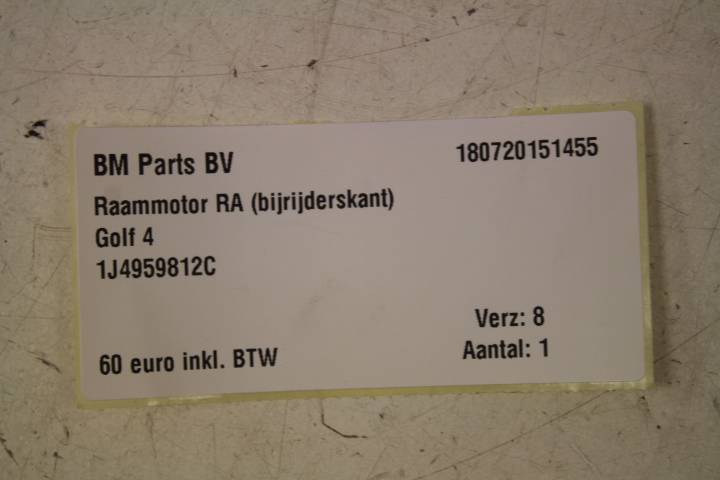 BM Parts BV
180720151455
Raammotor RA (bijrijderskant)
Golf 4
1J4959812C
Verz: 8
60 euro inkl. BTW
Aantal: 1